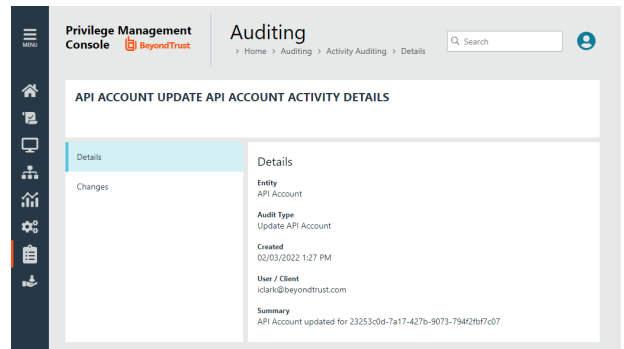 MENU
Privilege Management
Console BeyondTrust
Auditing
> Home > Auditing > Activity Auditing > Details
Search
API ACCOUNT UPDATE API ACCOUNT ACTIVITY DETAILS
Details
Changes
Details
Entity
API Account
Audit Type
Update API Account
Created
02/03/2022 1:27 PM
User / Client
iclark@beyondtrust.com
Summary
API Account updated for 23253c0d-7a17-427b-9073-794f2fbf7c07